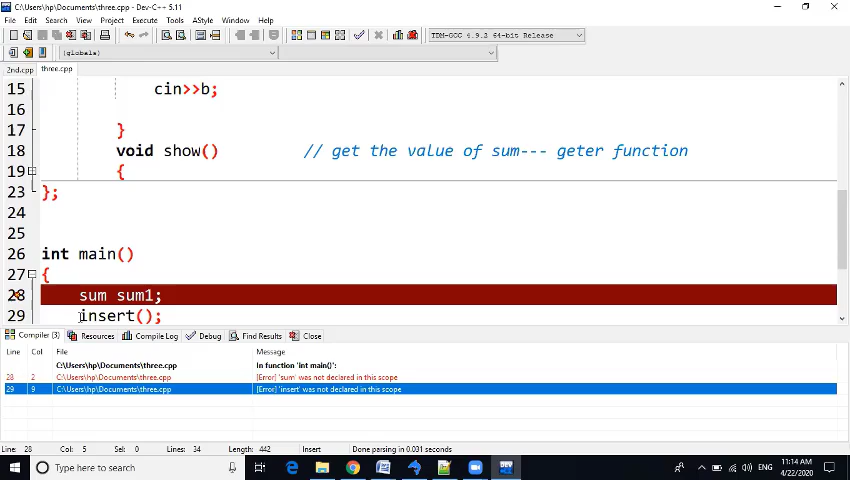 C:\Users\hp\Documents\three.cpp - Dev-C++ 5.11
File Edit Search View Project Execute Tools AStyle Window Help
TDM-GCC 4.9.2 64-bit Release
(globals)
2nd.cpp three.cpp
15 cin>>b;
16
17 }
18 void show() // get the value of sum--- geter function
19 {
23 };
24
25
26 int main()
27 {
28 sum sum1;
29 insert();
Compiler (3) Resources Compile Log Debug Find Results Close
Line Col File Message
C:\Users\hp\Documents\three.cpp In function 'int main()':
28 2 C:\Users\hp\Documents\three.cpp [Error] 'sum' was not declared in this scope
29 9 C:\Users\hp\Documents\three.cpp [Error] 'insert' was not declared in this scope
Line: 28 Col: 5 Sel: 0 Lines: 34 Length: 442 Insert Done parsing in 0.031 seconds
Type here to search
ENG
11:14 AM
4/22/2020